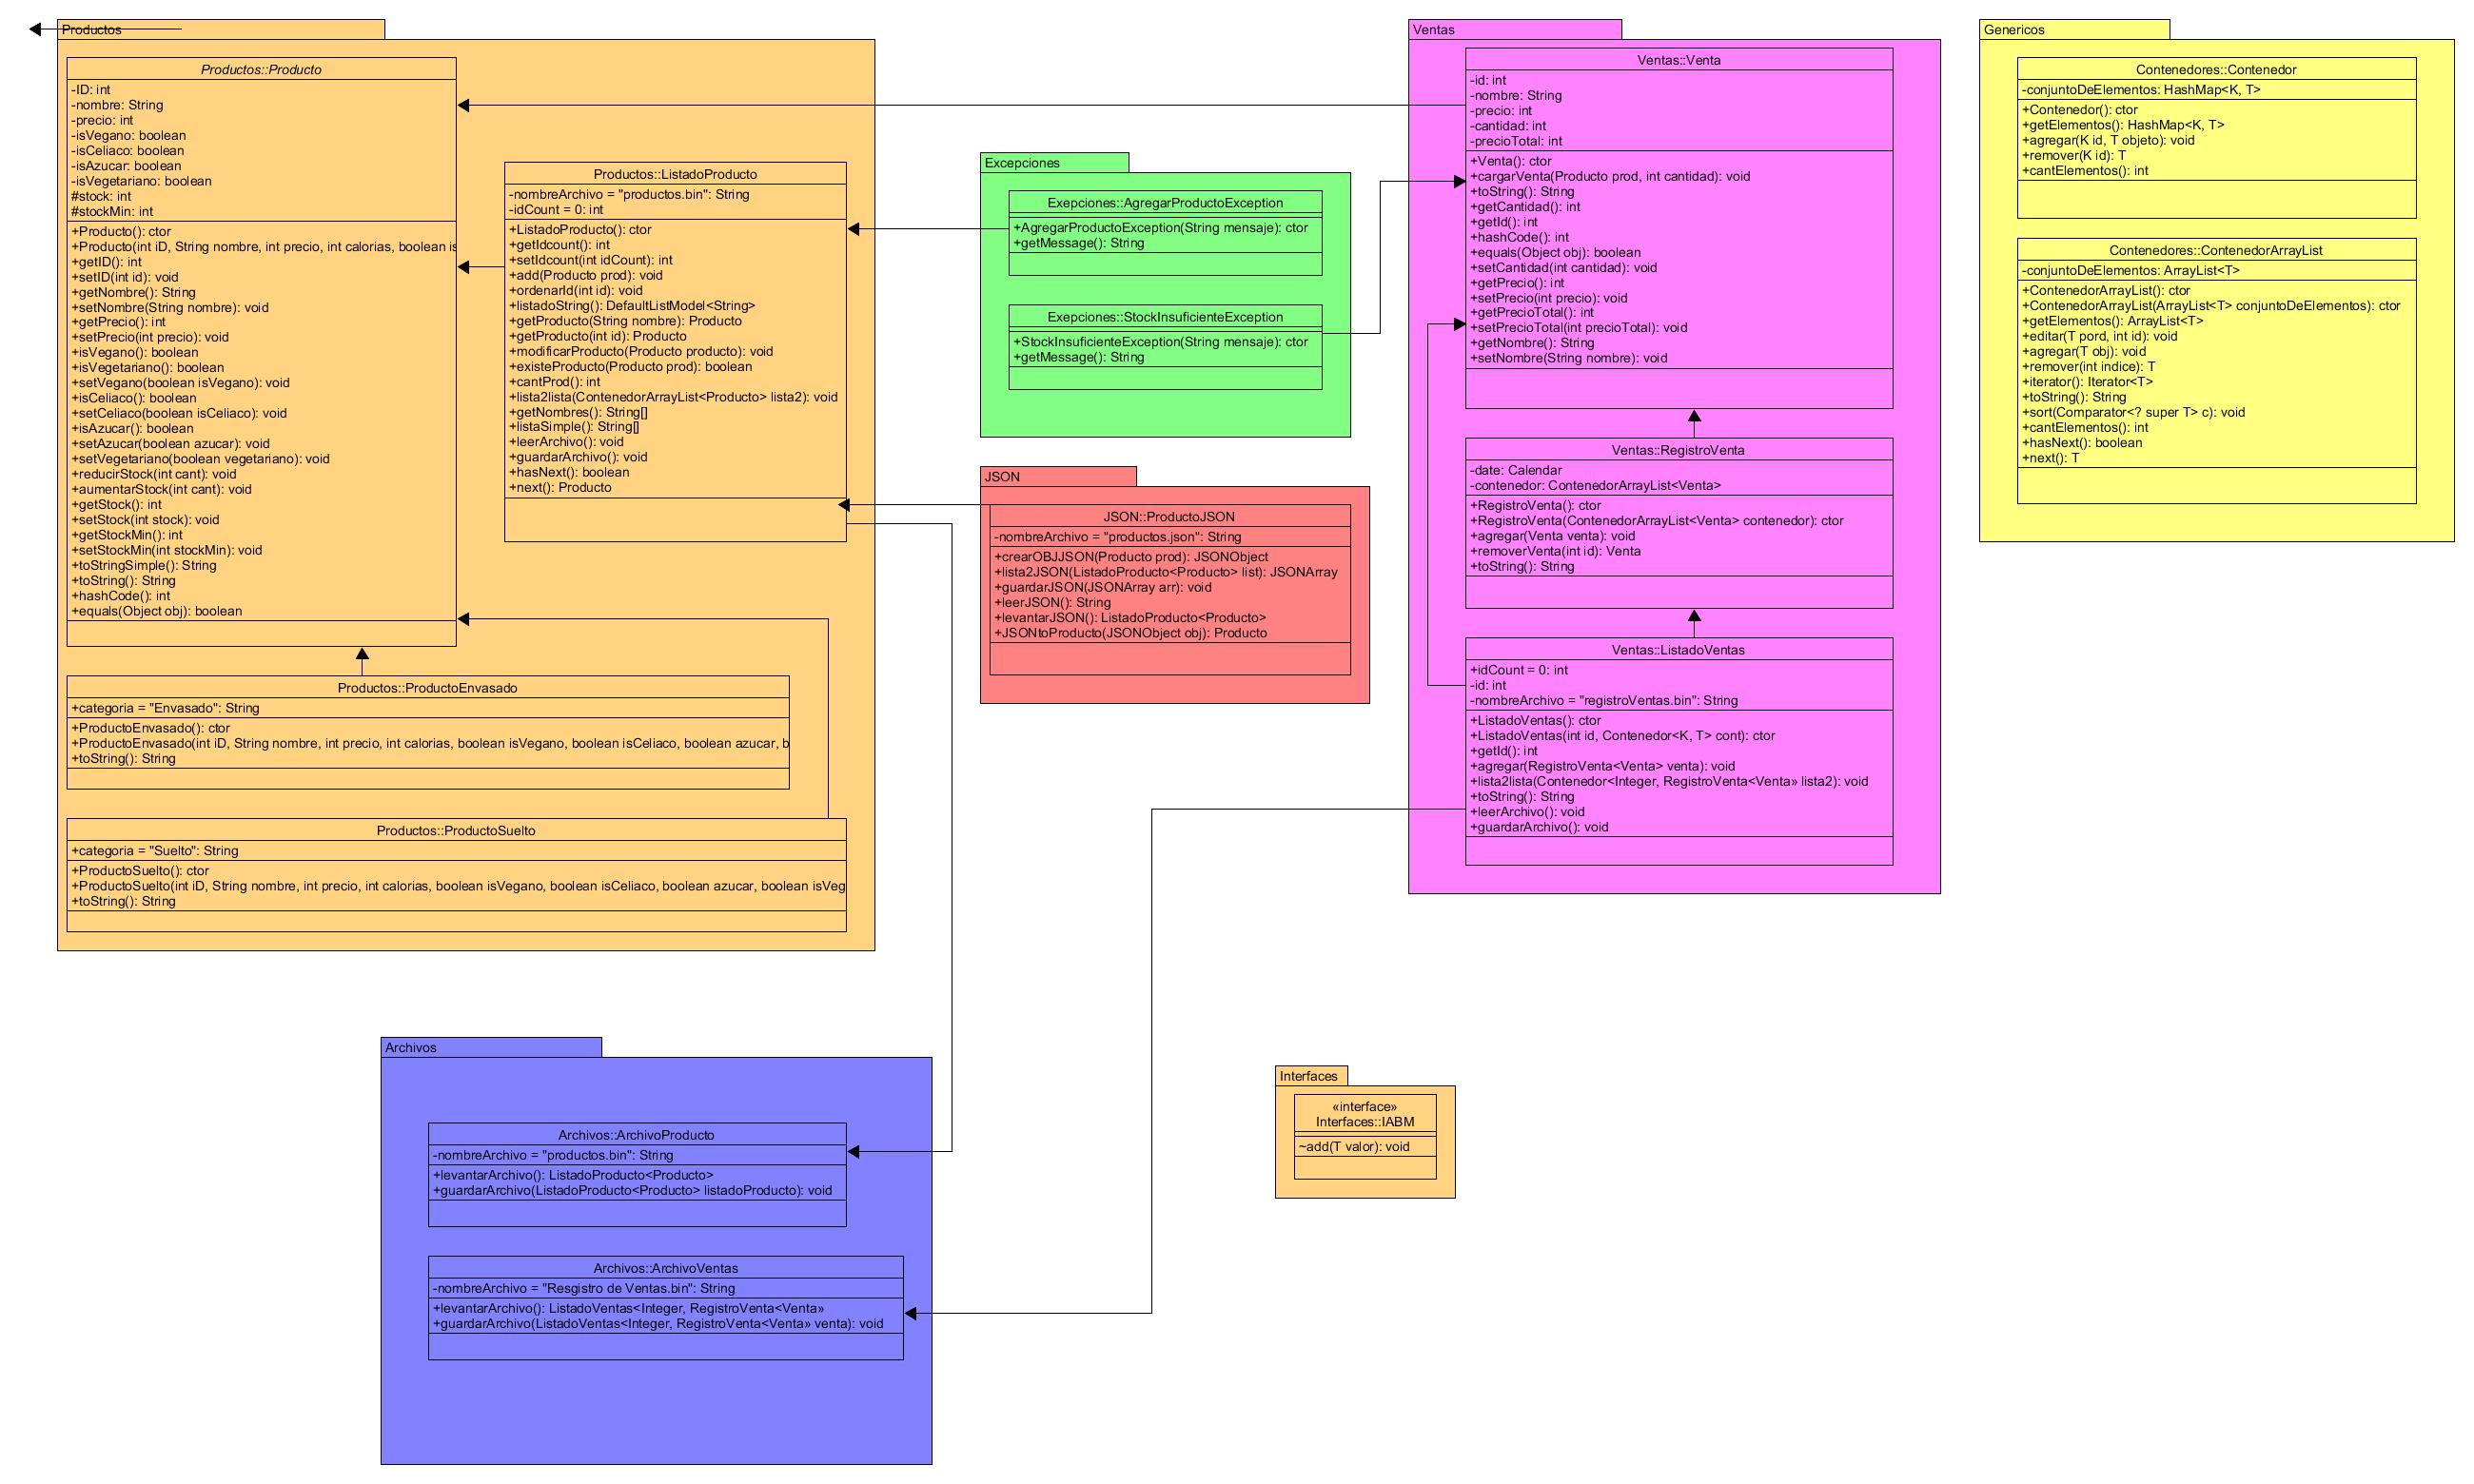 Productos
Productos::Producto
-ID: int
-nombre: String
-precio: int
-isVegano: boolean
-isCeliaco: boolean
-isAzucar: boolean
-isVegetariano: boolean
#stock: int
#stockMin: int
+Producto(): ctor
+Producto(int iD, String nombre, int precio, int calorias, boolean is
+getID(): int
+setID(int id): void
+getNombre(): String
+setNombre(String nombre): void
+getPrecio(): int
+setPrecio(int precio): void
+isVegano(): boolean
+isVegetariano(): boolean
+setVegano(boolean isVegano): void
+isCeliaco(): boolean
+setCeliaco(boolean isCeliaco): void
+isAzucar(): boolean
+setAzucar(boolean azucar): void
+setVegetariano(boolean vegetariano): void
+reducirStock(int cant): void
+aumentarStock(int cant): void
+getStock(): int
+setStock(int stock): void
+getStockMin(): int
+setStockMin(int stockMin): void
+toStringSimple(): String
+toString(): String
+hashCode(): int
+equals(Object obj): boolean
Productos::ListadoProducto
-nombreArchivo = "productos.bin": String
-idCount = 0: int
+ListadoProducto(): ctor
+getIdcount(): int
+setIdcount(int idCount): int
+add(Producto prod): void
+ordenarId(int id): void
+listadoString(): DefaultListModel<String>
+getProducto(String nombre): Producto
+getProducto(int id): Producto
+modificarProducto(Producto producto): void
+existeProducto(Producto prod): boolean
+cantProd(): int
+lista2lista(ContenedorArrayList<Producto> lista2): void
+getNombres(): String[]
+listaSimple(): String[]
+leerArchivo(): void
+guardarArchivo(): void
+hasNext(): boolean
+next(): Producto
Productos::ProductoEnvasado
+categoria = "Envasado": String
+ProductoEnvasado(): ctor
+ProductoEnvasado(int iD, String nombre, int precio, int calorias, boolean isVegano, boolean isCeliaco, boolean azucar, b
+toString(): String
Productos::ProductoSuelto
+categoria = "Suelto": String
+ProductoSuelto(): ctor
+ProductoSuelto(int iD, String nombre, int precio, int calorias, boolean isVegano, boolean isCeliaco, boolean azucar, boolean isVeg
+toString(): String
Excepciones
Exepciones::AgregarProductoException
+AgregarProductoException(String mensaje): ctor
+getMessage(): String
Exepciones::StockInsuficienteException
+StockInsuficienteException(String mensaje): ctor
+getMessage(): String
JSON
JSON::ProductoJSON
-nombreArchivo = "productos.json": String
+crearOBJJSON(Producto prod): JSONObject
+lista2JSON(ListadoProducto<Producto> list): JSONArray
+guardarJSON(JSONArray arr): void
+leerJSON(): String
+levantarJSON(): ListadoProducto<Producto>
+JSONtoProducto(JSONObject obj): Producto
Ventas
Ventas::Venta
-id: int
-nombre: String
-precio: int
-cantidad: int
-precioTotal: int
+Venta(): ctor
+cargarVenta(Producto prod, int cantidad): void
+toString(): String
+getCantidad(): int
+getId(): int
+hashCode(): int
+equals(Object obj): boolean
+setCantidad(int cantidad): void
+getPrecio(): int
+setPrecio(int precio): void
+getPrecioTotal(): int
+setPrecioTotal(int precioTotal): void
+getNombre(): String
+setNombre(String nombre): void
Ventas::RegistroVenta
-date: Calendar
-contenedor: ContenedorArrayList<Venta>
+RegistroVenta(): ctor
+RegistroVenta(ContenedorArrayList<Venta> contenedor): ctor
+agregar(Venta venta): void
+removerVenta(int id): Venta
+toString(): String
Ventas::ListadoVentas
+idCount = 0: int
-id: int
-nombreArchivo = "registroVentas.bin": String
+ListadoVentas(): ctor
+ListadoVentas(int id, Contenedor<K, T> cont): ctor
+getId(): int
+agregar(RegistroVenta<Venta> venta): void
+lista2lista(Contenedor<Integer, RegistroVenta<Venta» lista2): void
+toString(): String
+leerArchivo(): void
+guardarArchivo(): void
Genericos
Contenedores::Contenedor
-conjuntoDeElementos: HashMap<K, T>
+Contenedor(): ctor
+getElementos(): HashMap<K, T>
+agregar(K id, T objeto): void
+remover(K id): T
+cantElementos(): int
Contenedores::ContenedorArrayList
-conjuntoDeElementos: ArrayList<T>
+ContenedorArrayList(): ctor
+ContenedorArrayList(ArrayList<T> conjuntoDeElementos): ctor
+getElementos(): ArrayList<T>
+editar(T pord, int id): void
+agregar(T obj): void
+remover(int indice): T
+iterator(): Iterator<T>
+toString(): String
+sort(Comparator<? super T> c): void
+cantElementos(): int
+hasNext(): boolean
+next(): T
Archivos
Archivos::ArchivoProducto
-nombreArchivo = "productos.bin": String
+levantarArchivo(): ListadoProducto<Producto>
+guardarArchivo(ListadoProducto<Producto> listadoProducto): void
Archivos::ArchivoVentas
-nombreArchivo = "Resgistro de Ventas.bin": String
+levantarArchivo(): ListadoVentas<Integer, RegistroVenta<Venta»
+guardarArchivo(ListadoVentas<Integer, RegistroVenta<Venta» venta): void
Interfaces
«interface»
Interfaces::IABM
~add(T valor): void